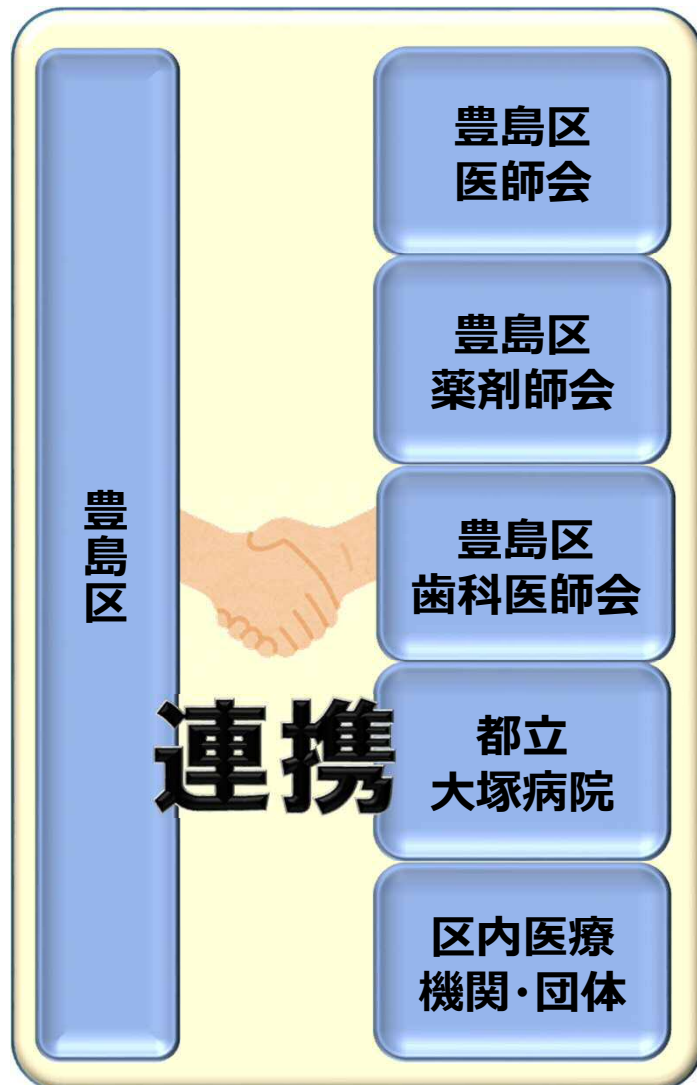 豊島区
連携
豊島区
医師会
豊島区
薬剤師会
豊島区
歯科医師会
都立
大塚病院
区内医療
機関・団体